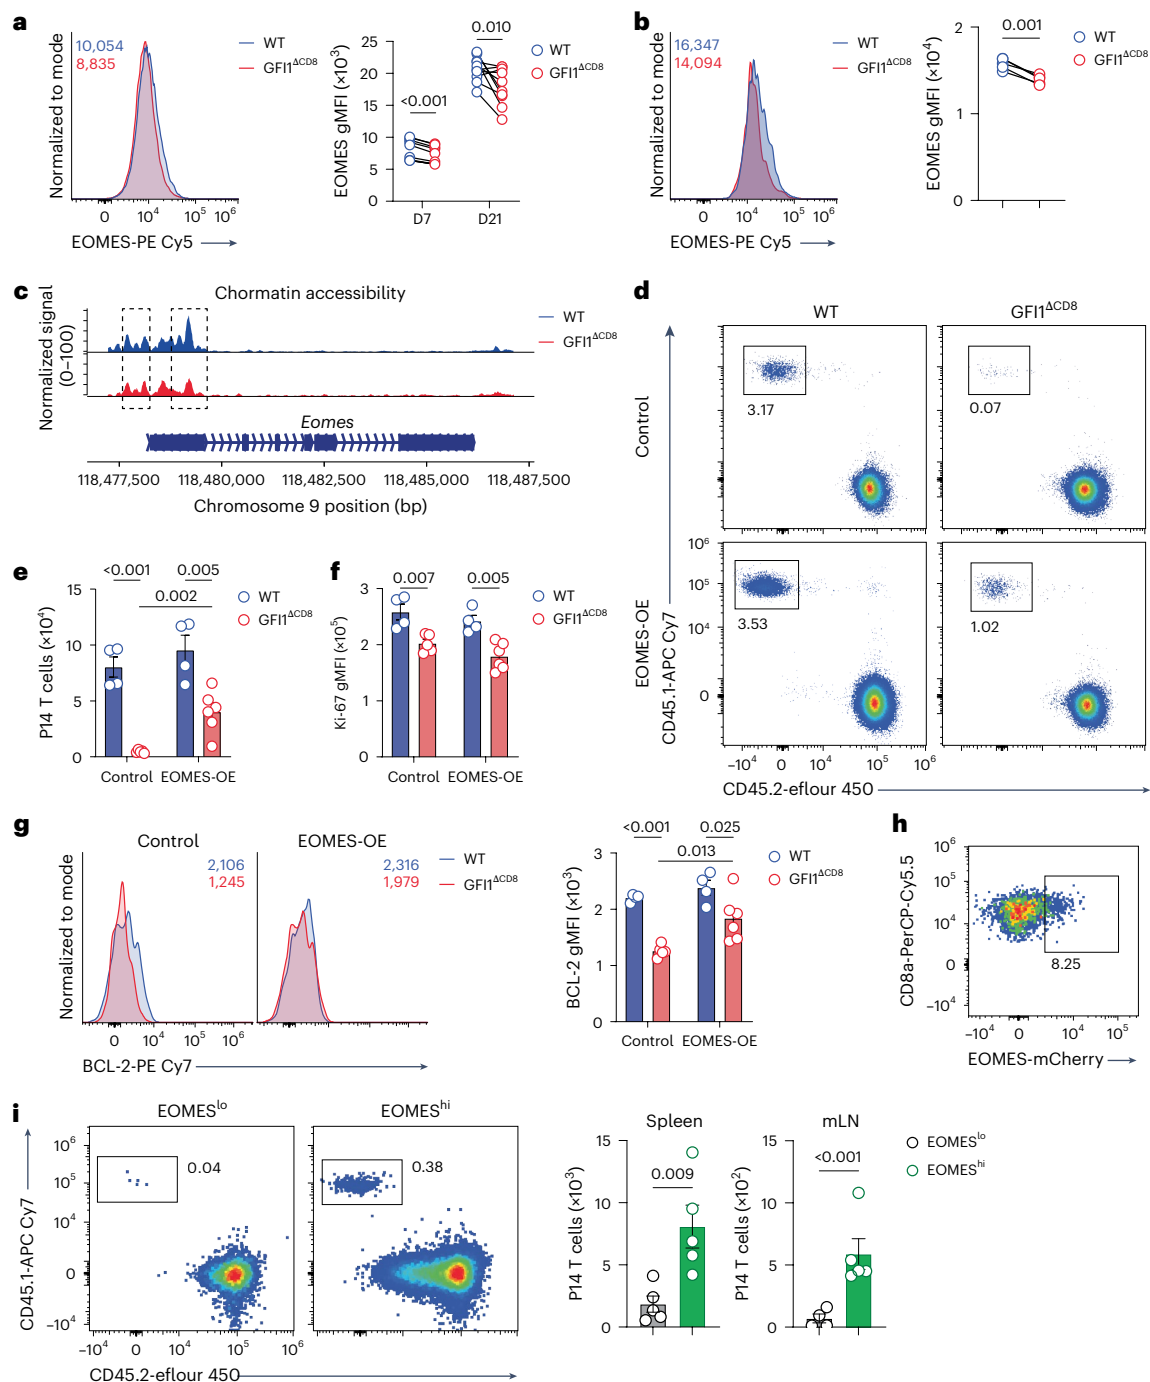 a
Normalized to mode
10,054
8,835
WT
GFI1ΔCD8
0 10⁴ 10⁵ 10⁶
EOMES-PE Cy5
EOMES gMFI (×10³)
25
20
15
10
5
0
<0.001
0.010
D7 D21
WT
GFI1ΔCD8
b
Normalized to mode
16,347
14,094
WT
GFI1ΔCD8
0 10⁴ 10⁵ 10⁶
EOMES-PE Cy5
EOMES gMFI (×10⁴)
2
1
0
0.001
WT
GFI1ΔCD8
c
Chormatin accessibility
Normalized signal
(0–100)
WT
GFI1ΔCD8
Eomes
118,477,500 118,480,000 118,482,500 118,485,000 118,487,500
Chromosome 9 position (bp)
d
WT GFI1ΔCD8
Control
3.17
0.07
EOMES-OE
CD45.1-APC Cy7
10⁶
10⁵
10⁴
0
3.53
1.02
–10⁴ 0 10⁴ 10⁵ 10⁶
CD45.2-eflour 450
e
P14 T cells (×10⁴)
15
10
5
0
<0.001 0.005
0.002
Control EOMES-OE
WT
GFI1ΔCD8
f
Ki-67 gMFI (×10⁵)
3
2
1
0
0.007 0.005
Control EOMES-OE
WT
GFI1ΔCD8
g
Normalized to mode
Control EOMES-OE
2,106
1,245
2,316
1,979
WT
GFI1ΔCD8
0 10⁴ 10⁵ 10⁶
BCL-2-PE Cy7
BCL-2 gMFI (×10³)
3
2
1
0
<0.001 0.025
0.013
Control EOMES-OE
WT
GFI1ΔCD8
h
CD8a-PerCP-Cy5.5
10⁶
10⁵
10⁴
0
–10⁴
8.25
–10⁴ 0 10⁴ 10⁵
EOMES-mCherry
i
EOMESlo EOMEShi
CD45.1-APC Cy7
10⁶
10⁵
10⁴
0
–10⁴
0.04
0.38
–10⁴ 0 10⁴ 10⁵ 10⁶
CD45.2-eflour 450
Spleen
P14 T cells (×10³)
15
10
5
0
0.009
mLN
P14 T cells (×10²)
15
10
5
0
<0.001
EOMESlo
EOMEShi